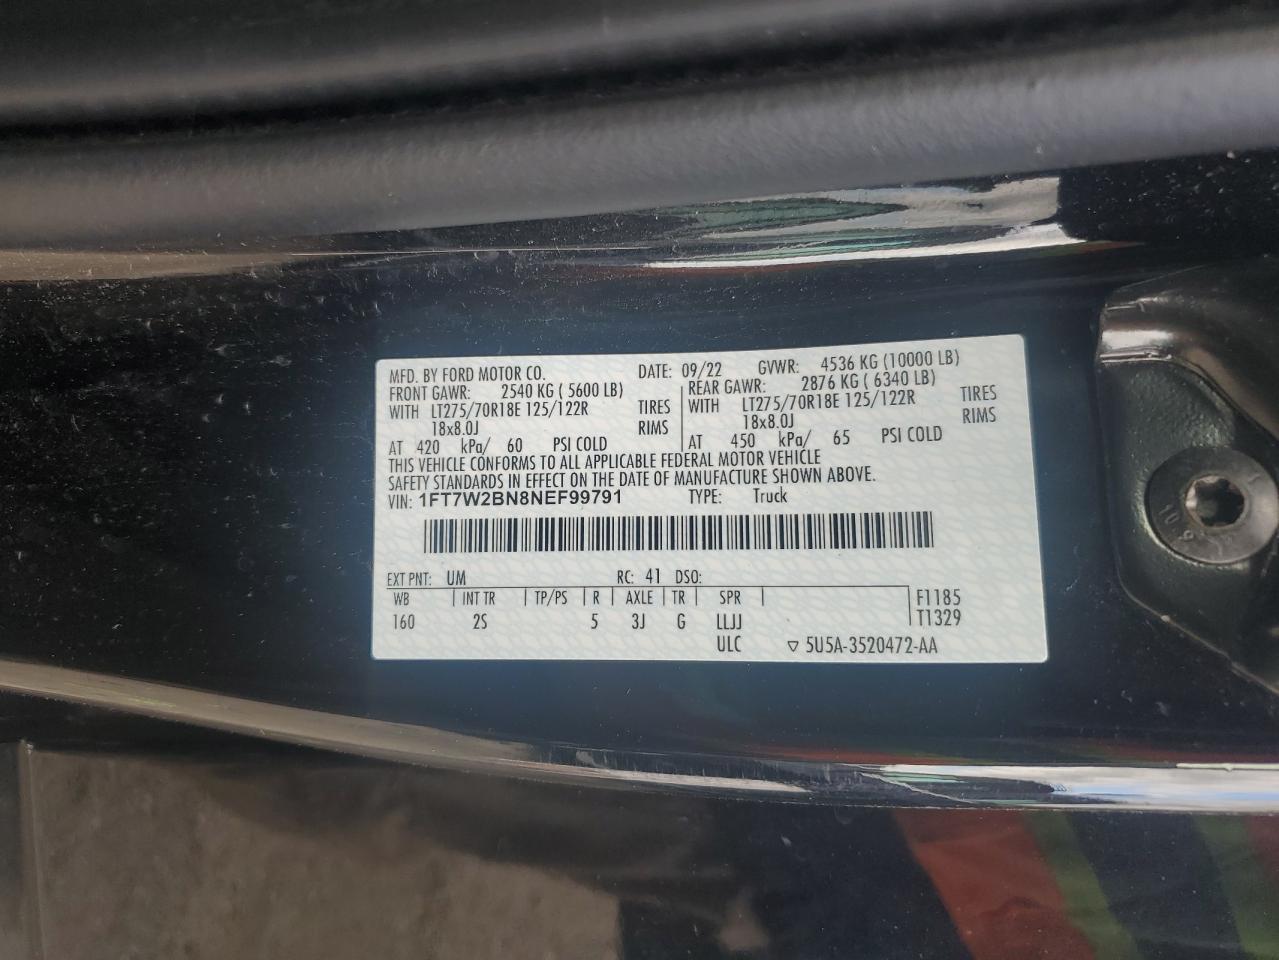 MFD. BY FORD MOTOR CO. DATE: 09/22 GVWR: 4536 KG (10000 LB)
FRONT GAWR: 2540 KG ( 5600 LB) REAR GAWR: 2876 KG ( 6340 LB)
WITH LT275/70R18E 125/122R TIRES WITH LT275/70R18E 125/122R TIRES
18x8.0J RIMS 18x8.0J RIMS
AT 420 kPa/ 60 PSI COLD AT 450 kPa/ 65 PSI COLD
THIS VEHICLE CONFORMS TO ALL APPLICABLE FEDERAL MOTOR VEHICLE
SAFETY STANDARDS IN EFFECT ON THE DATE OF MANUFACTURE SHOWN ABOVE.
VIN: 1FT7W2BN8NEF99791 TYPE: Truck
EXT PNT: UM RC: 41 DSO:
WB INT TR TP/PS R AXLE TR SPR F1185
160 2S 5 3J G LLJJ T1329
ULC ▽ 5U5A-3520472-AA